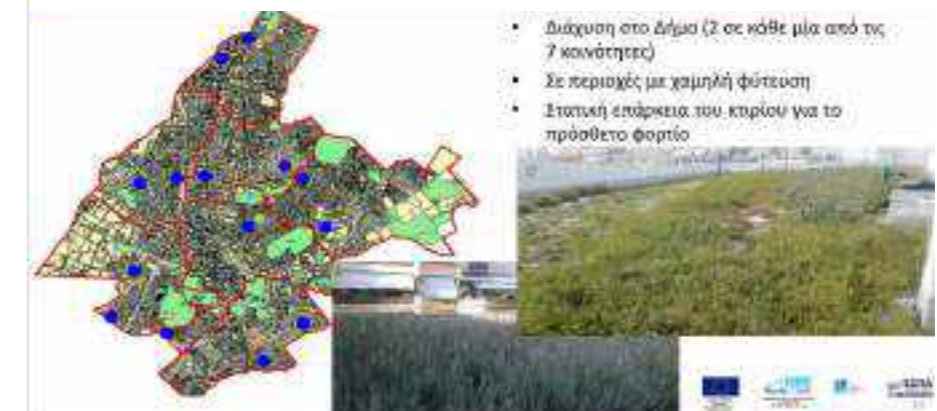 • Διάχυση στο Δήμο (2 σε κάθε μία από τις
7 κοινότητες)
• Σε περιοχές με χαμηλή φύτευση
• Στατική επάρκεια του κτιρίου για το
πρόσθετο φορτίο